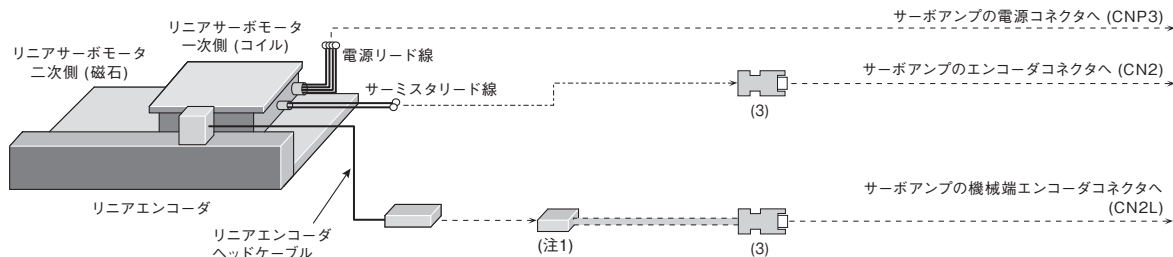 サーボアンプの電源コネクタへ (CNP3)
リニアサーボモータ
一次側 (コイル)
リニアサーボモータ
二次側 (磁石)
電源リード線
サーボアンプのエンコーダコネクタへ (CN2)
サーミスタリード線
(3)
サーボアンプの機械端エンコーダコネクタへ
(CN2L)
リニアエンコーダ
リニアエンコーダ
ヘッドケーブル
(注1)
(3)